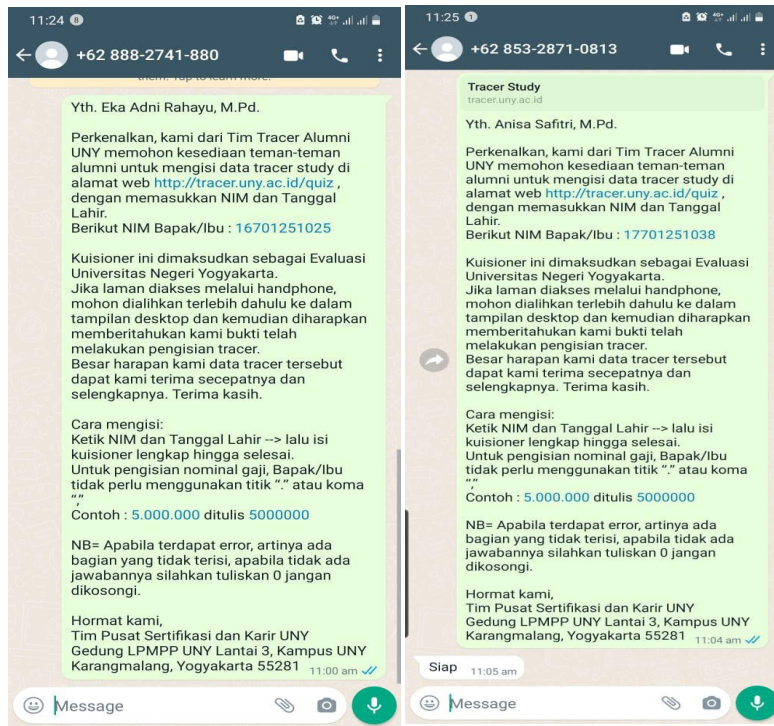 11:24 8
+62 888-2741-880
them. Tap to learn more.
Yth. Eka Adni Rahayu, M.Pd.
Perkenalkan, kami dari Tim Tracer Alumni
UNY memohon kesediaan teman-teman
alumni untuk mengisi data tracer study di
alamat web http://tracer.uny.ac.id/quiz ,
dengan memasukkan NIM dan Tanggal
Lahir.
Berikut NIM Bapak/Ibu : 16701251025
Kuisioner ini dimaksudkan sebagai Evaluasi
Universitas Negeri Yogyakarta.
Jika laman diakses melalui handphone,
mohon dialihkan terlebih dahulu ke dalam
tampilan desktop dan kemudian diharapkan
memberitahukan kami bukti telah
melakukan pengisian tracer.
Besar harapan kami data tracer tersebut
dapat kami terima secepatnya dan
selengkapnya. Terima kasih.
Cara mengisi:
Ketik NIM dan Tanggal Lahir --> lalu isi
kuisioner lengkap hingga selesai.
Untuk pengisian nominal gaji, Bapak/Ibu
tidak perlu menggunakan titik “.” atau koma
“,”
Contoh : 5.000.000 ditulis 5000000
NB= Apabila terdapat error, artinya ada
bagian yang tidak terisi, apabila tidak ada
jawabannya silahkan tuliskan 0 jangan
dikosongi.
Hormat kami,
Tim Pusat Sertifikasi dan Karir UNY
Gedung LPMPP UNY Lantai 3, Kampus UNY
Karangmalang, Yogyakarta 55281 11:00 am
Message
11:25 1
+62 853-2871-0813
Tracer Study
tracer.uny.ac.id
Yth. Anisa Safitri, M.Pd.
Perkenalkan, kami dari Tim Tracer Alumni
UNY memohon kesediaan teman-teman
alumni untuk mengisi data tracer study di
alamat web http://tracer.uny.ac.id/quiz ,
dengan memasukkan NIM dan Tanggal
Lahir.
Berikut NIM Bapak/Ibu : 17701251038
Kuisioner ini dimaksudkan sebagai Evaluasi
Universitas Negeri Yogyakarta.
Jika laman diakses melalui handphone,
mohon dialihkan terlebih dahulu ke dalam
tampilan desktop dan kemudian diharapkan
memberitahukan kami bukti telah
melakukan pengisian tracer.
Besar harapan kami data tracer tersebut
dapat kami terima secepatnya dan
selengkapnya. Terima kasih.
Cara mengisi:
Ketik NIM dan Tanggal Lahir --> lalu isi
kuisioner lengkap hingga selesai.
Untuk pengisian nominal gaji, Bapak/Ibu
tidak perlu menggunakan titik “.” atau koma
“,”
Contoh : 5.000.000 ditulis 5000000
NB= Apabila terdapat error, artinya ada
bagian yang tidak terisi, apabila tidak ada
jawabannya silahkan tuliskan 0 jangan
dikosongi.
Hormat kami,
Tim Pusat Sertifikasi dan Karir UNY
Gedung LPMPP UNY Lantai 3, Kampus UNY
Karangmalang, Yogyakarta 55281 11:04 am
Siap 11:05 am
Message